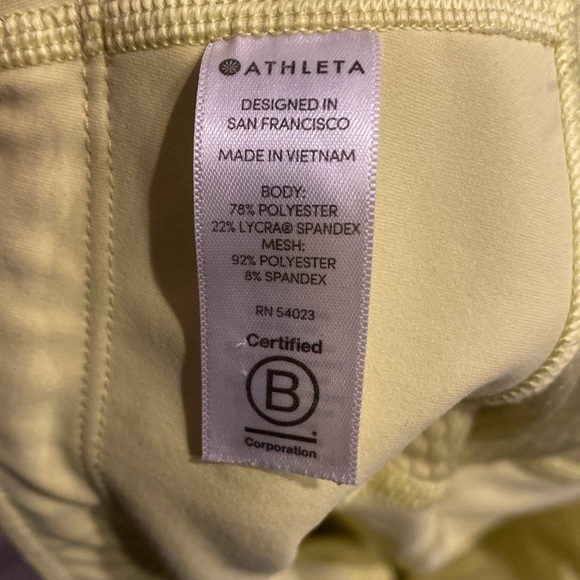 ATHLETA
DESIGNED IN
SAN FRANCISCO
MADE IN VIETNAM
BODY:
78% POLYESTER
22% LYCRA® SPANDEX
MESH:
92% POLYESTER
8% SPANDEX
RN 54023
Certified
B
Corporation